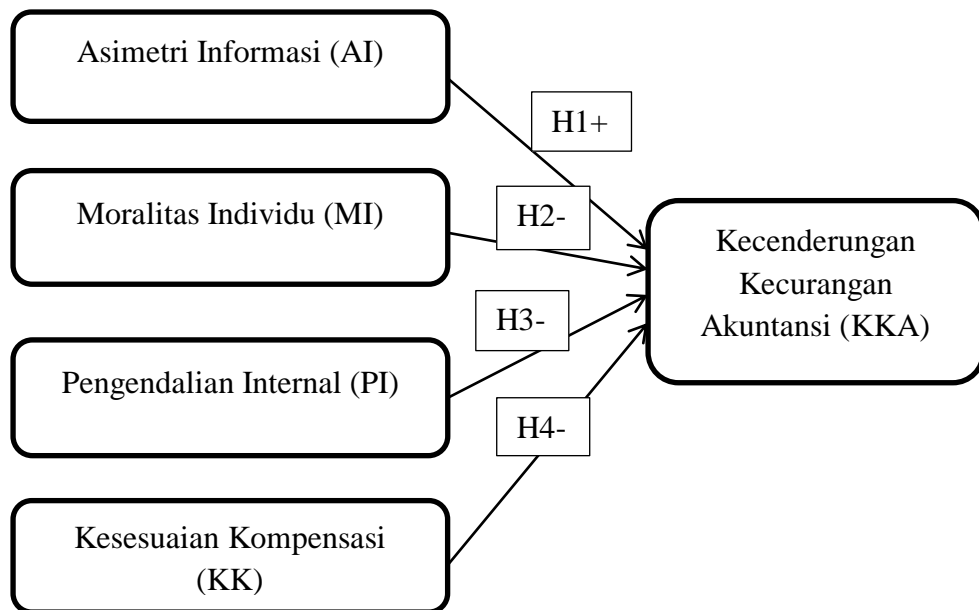 Asimetri Informasi (AI)
H1+
Moralitas Individu (MI)
H2-
Kecenderungan
Kecurangan
Akuntansi (KKA)
H3-
Pengendalian Internal (PI)
H4-
Kesesuaian Kompensasi
(KK)